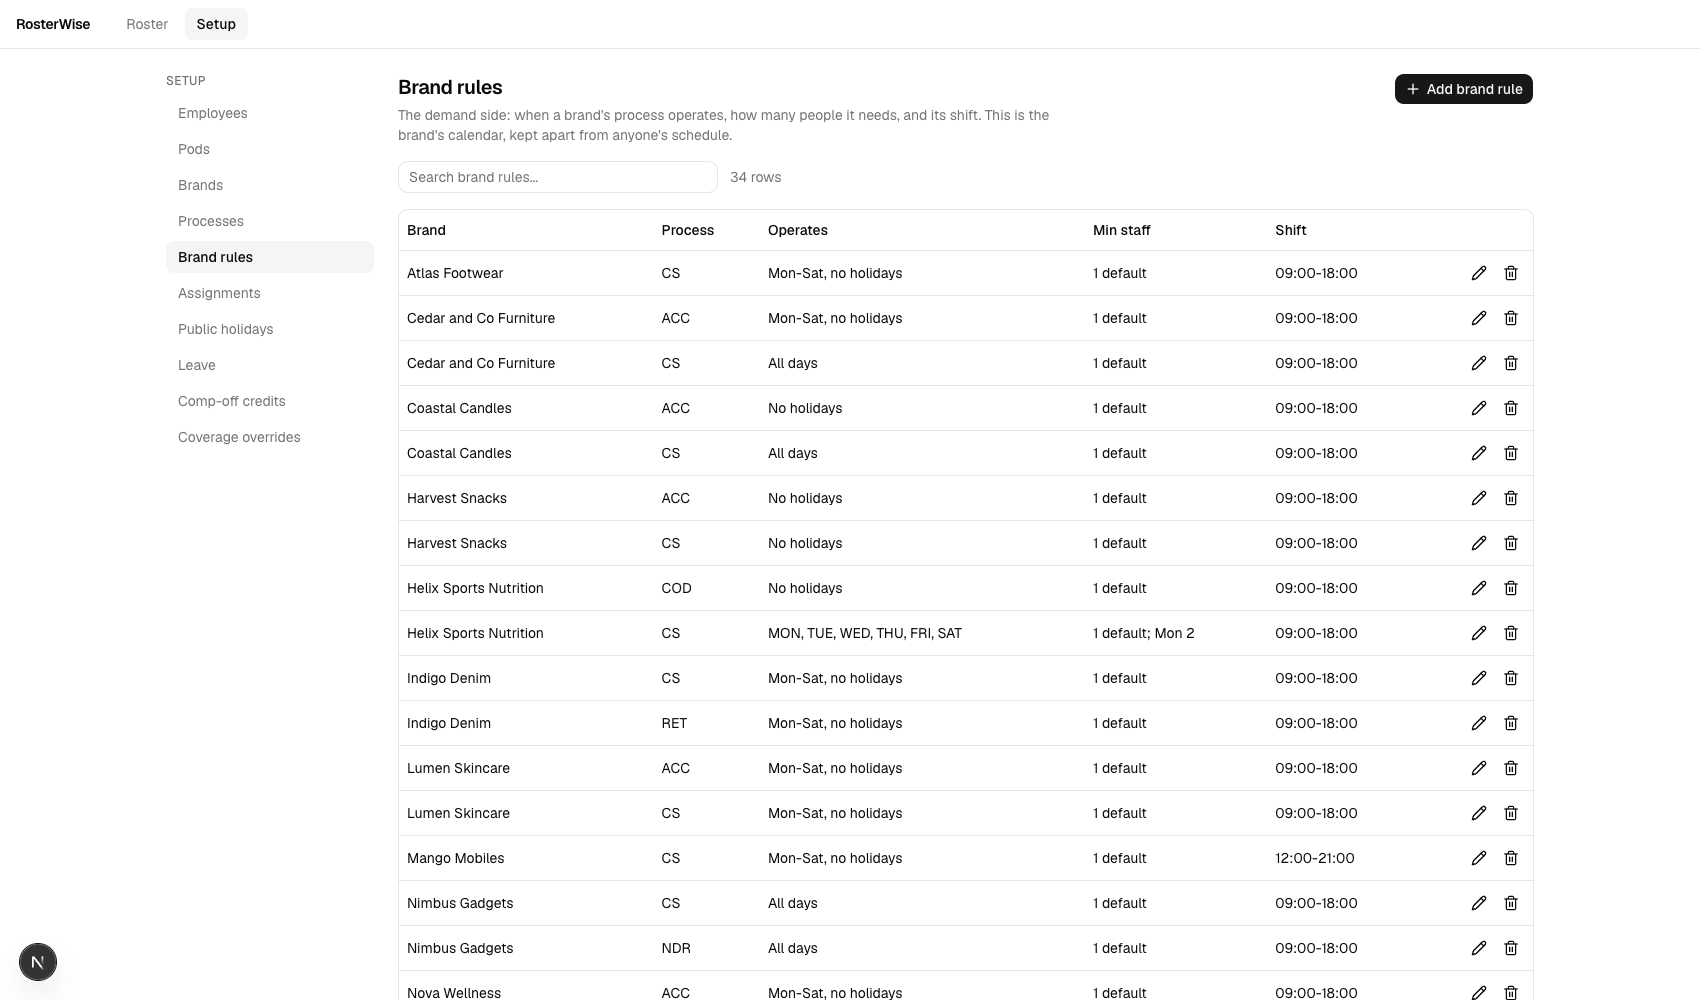 RosterWise Roster Setup
SETUP
Employees
Pods
Brands
Processes
Brand rules
Assignments
Public holidays
Leave
Comp-off credits
Coverage overrides
Brand rules
+ Add brand rule
The demand side: when a brand's process operates, how many people it needs, and its shift. This is the
brand's calendar, kept apart from anyone's schedule.
Search brand rules... 34 rows
Brand Process Operates Min staff Shift
Atlas Footwear CS Mon-Sat, no holidays 1 default 09:00-18:00
Cedar and Co Furniture ACC Mon-Sat, no holidays 1 default 09:00-18:00
Cedar and Co Furniture CS All days 1 default 09:00-18:00
Coastal Candles ACC No holidays 1 default 09:00-18:00
Coastal Candles CS All days 1 default 09:00-18:00
Harvest Snacks ACC No holidays 1 default 09:00-18:00
Harvest Snacks CS No holidays 1 default 09:00-18:00
Helix Sports Nutrition COD No holidays 1 default 09:00-18:00
Helix Sports Nutrition CS MON, TUE, WED, THU, FRI, SAT 1 default; Mon 2 09:00-18:00
Indigo Denim CS Mon-Sat, no holidays 1 default 09:00-18:00
Indigo Denim RET Mon-Sat, no holidays 1 default 09:00-18:00
Lumen Skincare ACC Mon-Sat, no holidays 1 default 09:00-18:00
Lumen Skincare CS Mon-Sat, no holidays 1 default 09:00-18:00
Mango Mobiles CS Mon-Sat, no holidays 1 default 12:00-21:00
Nimbus Gadgets CS All days 1 default 09:00-18:00
Nimbus Gadgets NDR All days 1 default 09:00-18:00
Nova Wellness ACC Mon-Sat, no holidays 1 default 09:00-18:00
N